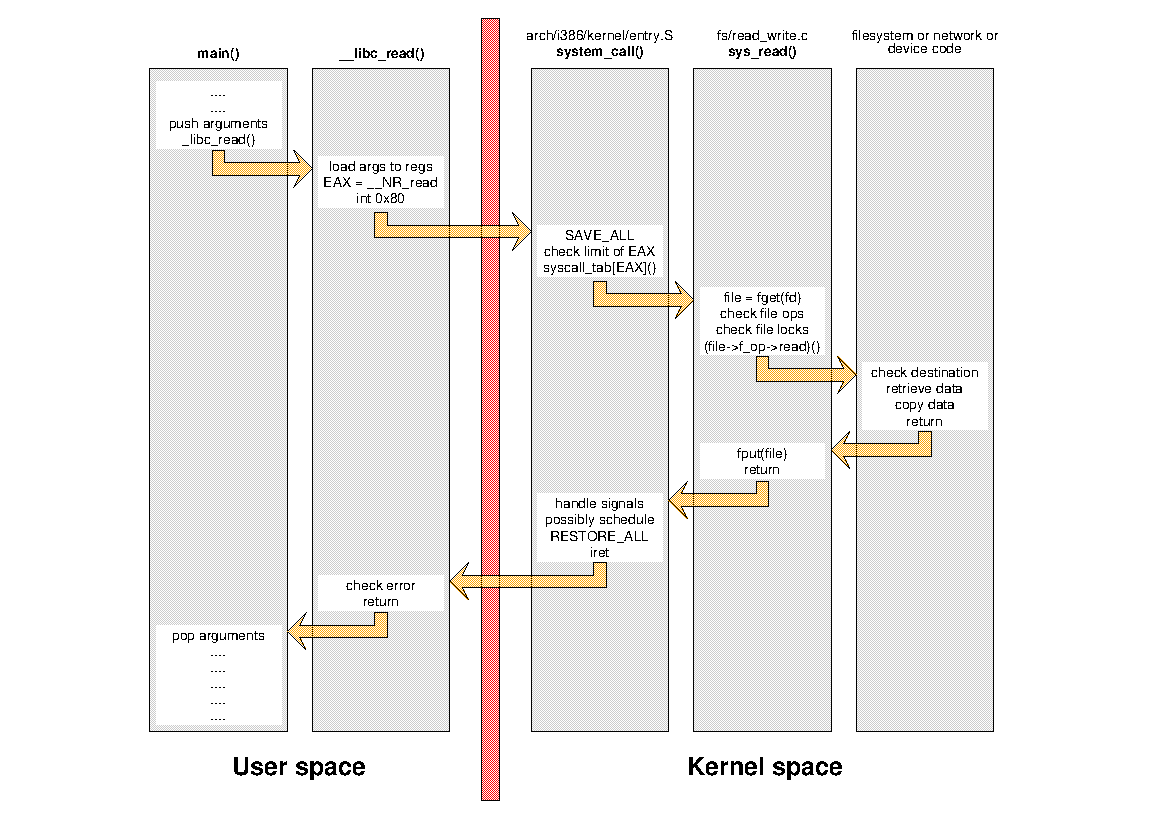 main()
__libc_read()
arch/i386/kernel/entry.S
system_call()
fs/read_write.c
sys_read()
filesystem or network or
device code
....
....
push arguments
_libc_read()
load args to regs
EAX = __NR_read
int 0x80
SAVE_ALL
check limit of EAX
syscall_tab[EAX]()
file = fget(fd)
check file ops
check file locks
(file->f_op->read)()
check destination
retrieve data
copy data
return
fput(file)
return
handle signals
possibly schedule
RESTORE_ALL
iret
check error
return
pop arguments
....
....
....
....
....
User space
Kernel space